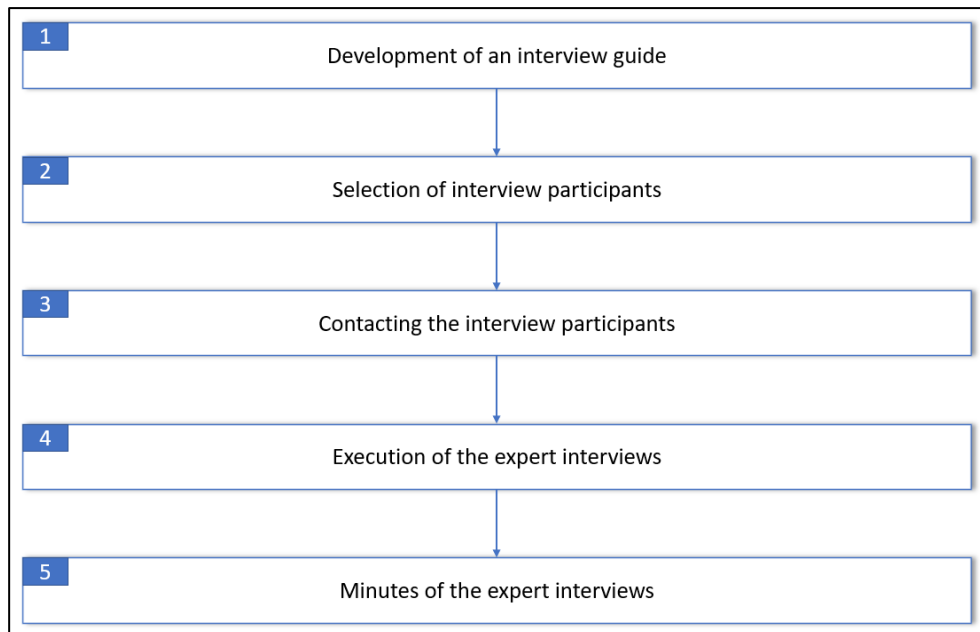 1
Development of an interview guide
2
Selection of interview participants
3
Contacting the interview participants
4
Execution of the expert interviews
5
Minutes of the expert interviews